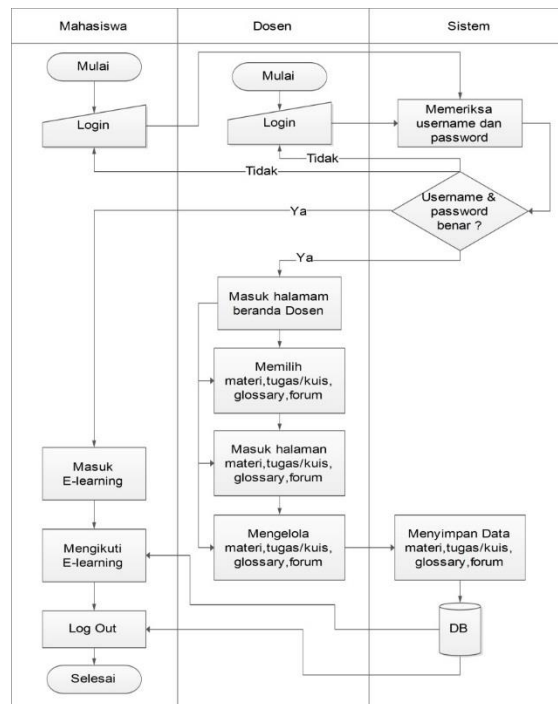 Mahasiswa
Dosen
Sistem
Mulai
Mulai
Login
Login
Memeriksa
username dan
password
Tidak
Tidak
Username &
password
benar ?
Ya
Ya
Masuk halamam
beranda Dosen
Memilih
materi,tugas/kuis,
glossary,forum
Masuk halaman
materi,tugas/kuis,
glossary,forum
Masuk
E-learning
Mengelola
materi,tugas/kuis,
glossary,forum
Menyimpan Data
materi,tugas/kuis,
glossary,forum
Mengikuti
E-learning
DB
Log Out
Selesai